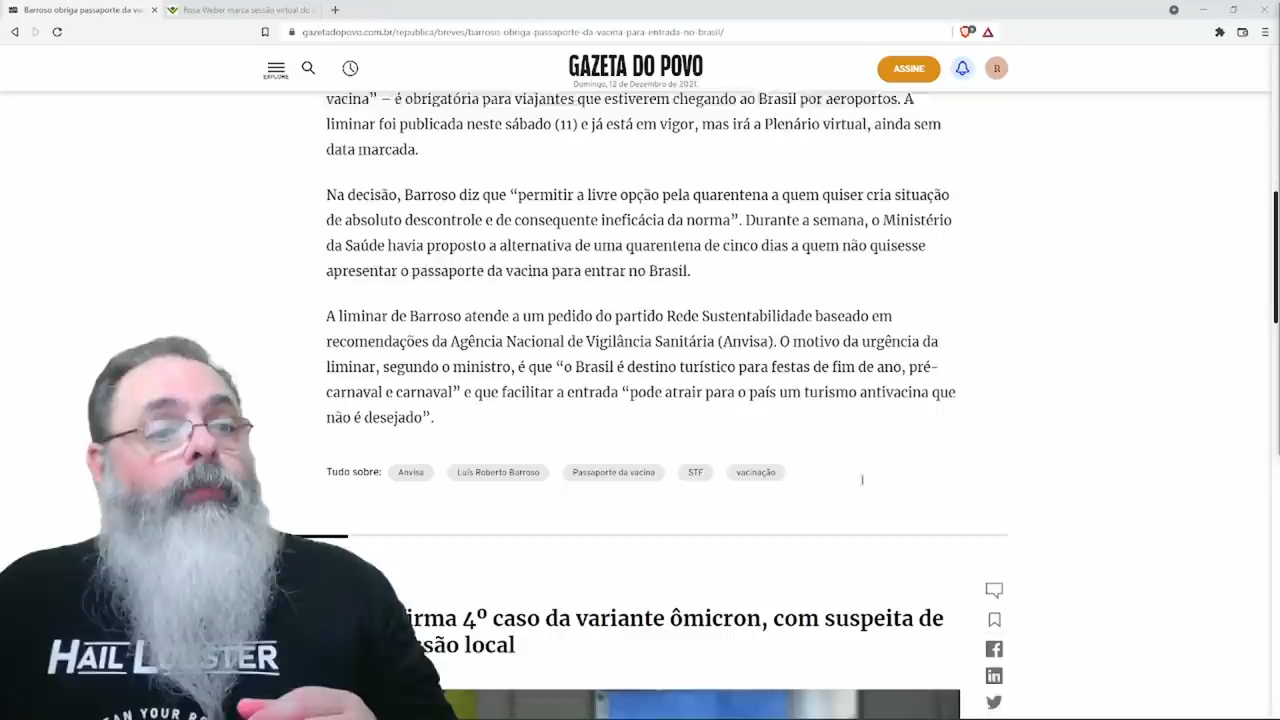 Barroso obriga passaporte da va
Rosa Weber marca sessão virtual do
gazetadopovo.com.br/republica/breves/barroso-obriga-passaporte-da-vacina-para-entrada-no-brasil/
EXPLORE
GAZETA DO POVO
Domingo, 12 de Dezembro de 2021.
ASSINE
R
vacina” – é obrigatória para viajantes que estiverem chegando ao Brasil por aeroportos. A
liminar foi publicada neste sábado (11) e já está em vigor, mas irá a Plenário virtual, ainda sem
data marcada.
Na decisão, Barroso diz que “permitir a livre opção pela quarentena a quem quiser cria situação
de absoluto descontrole e de consequente ineficácia da norma”. Durante a semana, o Ministério
da Saúde havia proposto a alternativa de uma quarentena de cinco dias a quem não quisesse
apresentar o passaporte da vacina para entrar no Brasil.
A liminar de Barroso atende a um pedido do partido Rede Sustentabilidade baseado em
recomendações da Agência Nacional de Vigilância Sanitária (Anvisa). O motivo da urgência da
liminar, segundo o ministro, é que “o Brasil é destino turístico para festas de fim de ano, pré-
carnaval e carnaval” e que facilitar a entrada “pode atrair para o país um turismo antivacina que
não é desejado”.
Tudo sobre: Anvisa Luís Roberto Barroso Passaporte da vacina STF vacinação
irma 4º caso da variante ômicron, com suspeita de
são local
HAIL LOBSTER
YOUR